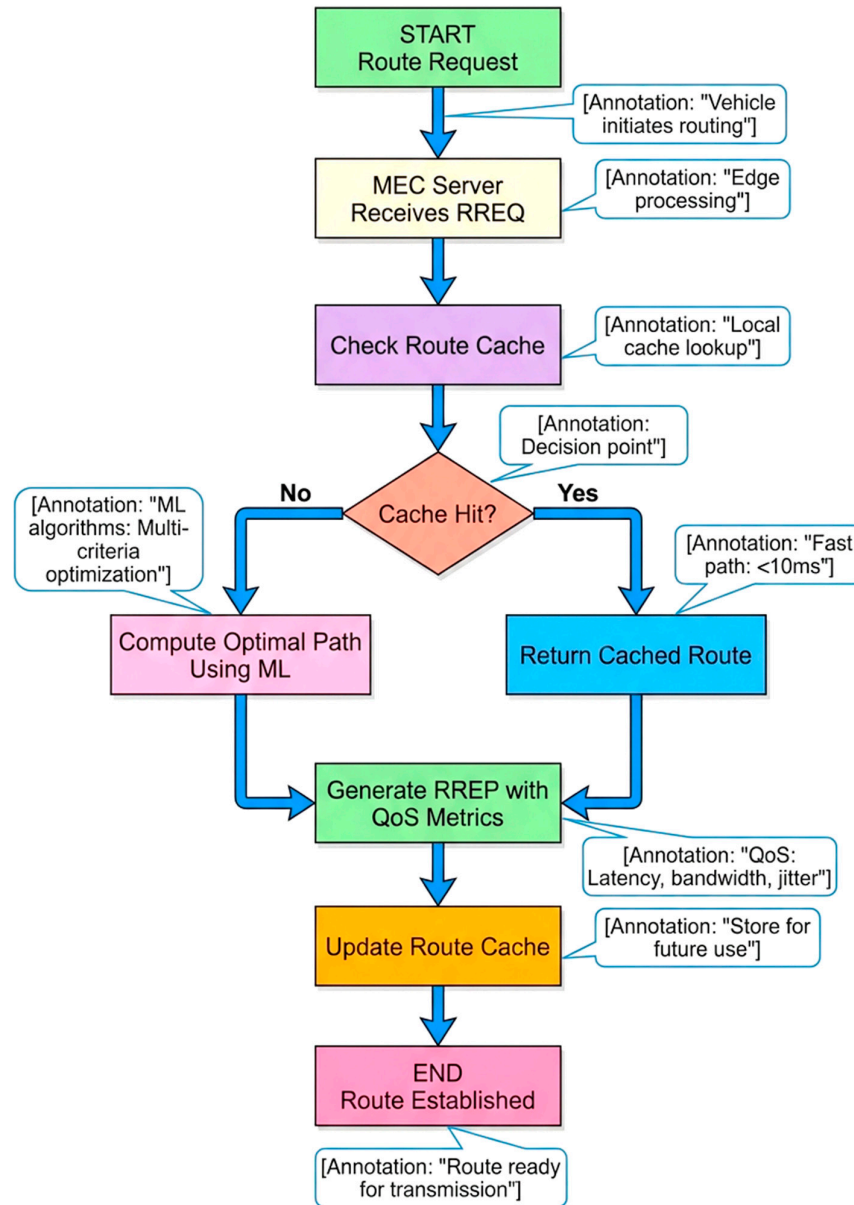 START
Route Request
[Annotation: "Vehicle
initiates routing"]
MEC Server
Receives RREQ
[Annotation: "Edge
processing"]
Check Route Cache
[Annotation: "Local
cache lookup"]
[Annotation:
Decision point"]
Cache Hit?
No
Yes
[Annotation: "ML
algorithms: Multi-
criteria
optimization"]
[Annotation: "Fast
path: <10ms"]
Compute Optimal Path
Using ML
Return Cached Route
Generate RREP with
QoS Metrics
[Annotation: "QoS:
Latency, bandwidth, jitter"]
Update Route Cache
[Annotation: "Store for
future use"]
END
Route Established
[Annotation: "Route ready
for transmission"]